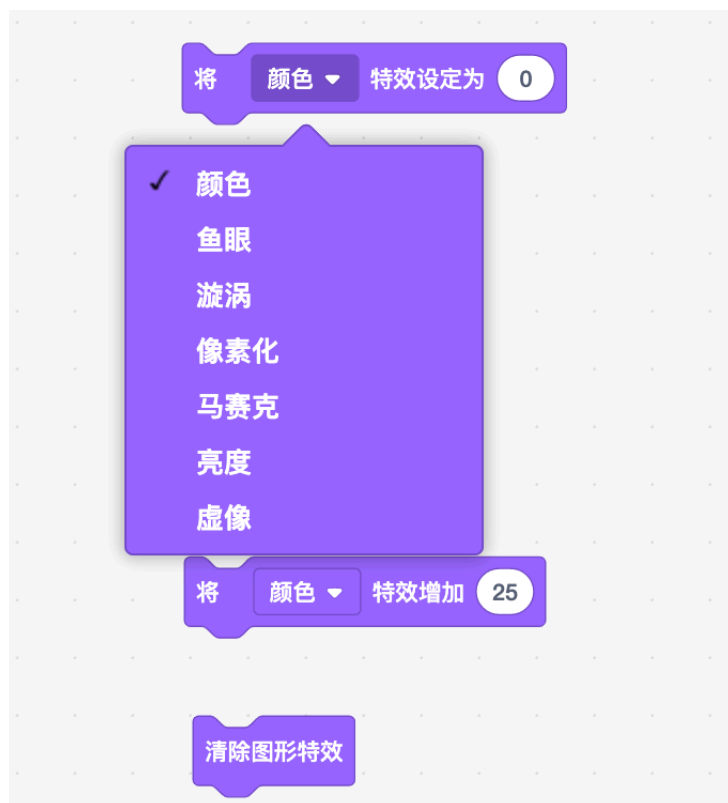 将 颜色 特效设定为 0
颜色
鱼眼
漩涡
像素化
马赛克
亮度
虚像
将 颜色 特效增加 25
清除图形特效